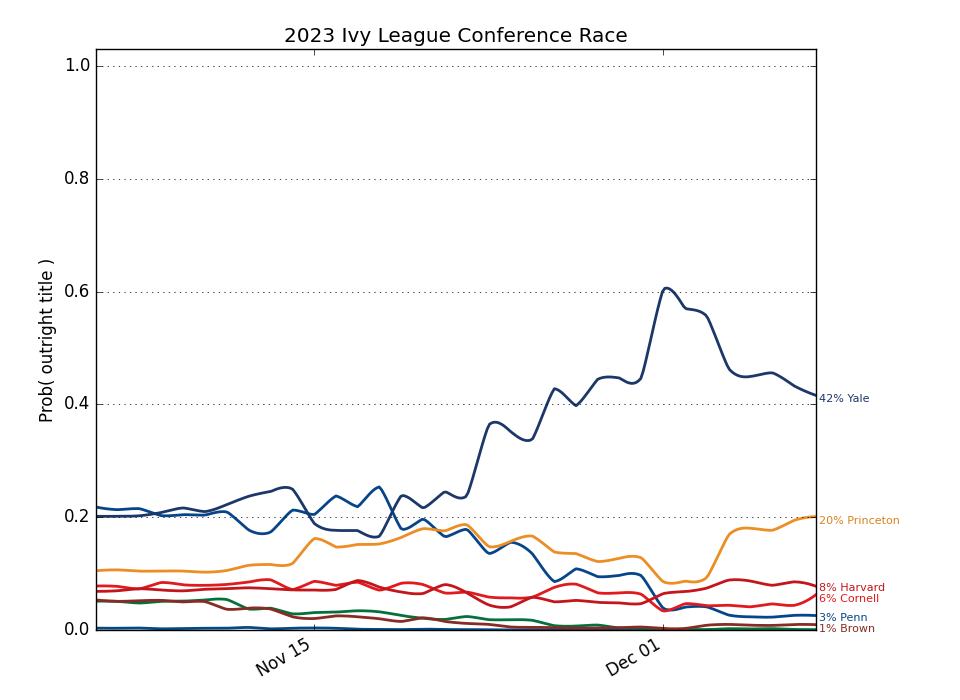 2023 Ivy League Conference Race
1.0
0.8
0.6
0.4
0.2
0.0
Prob( outright title )
42% Yale
20% Princeton
8% Harvard
6% Cornell
3% Penn
1% Brown
Nov 15
Dec 01